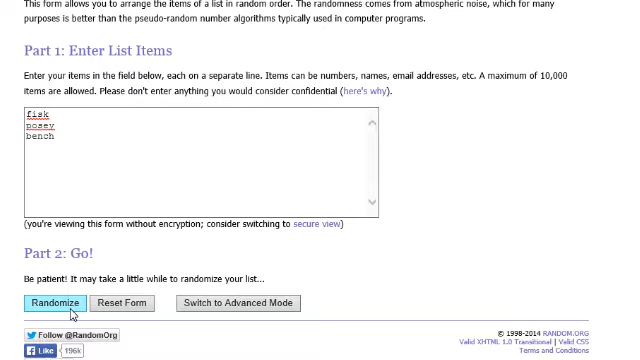 This form allows you to arrange the items of a list in random order. The randomness comes from atmospheric noise, which for many
purposes is better than the pseudo-random number algorithms typically used in computer programs.
Part 1: Enter List Items
Enter your items in the field below, each on a separate line. Items can be numbers, names, email addresses, etc. A maximum of 10,000
items are allowed. Please don't enter anything you would consider confidential (here's why).
fisk
posey
bench
(you're viewing this form without encryption; consider switching to secure view)
Part 2: Go!
Be patient! It may take a little while to randomize your list...
Randomize Reset Form Switch to Advanced Mode
Follow @RandomOrg
Like 196k
© 1998-2014 RANDOM.ORG
Valid XHTML 1.0 Transitional | Valid CSS
Terms and Conditions